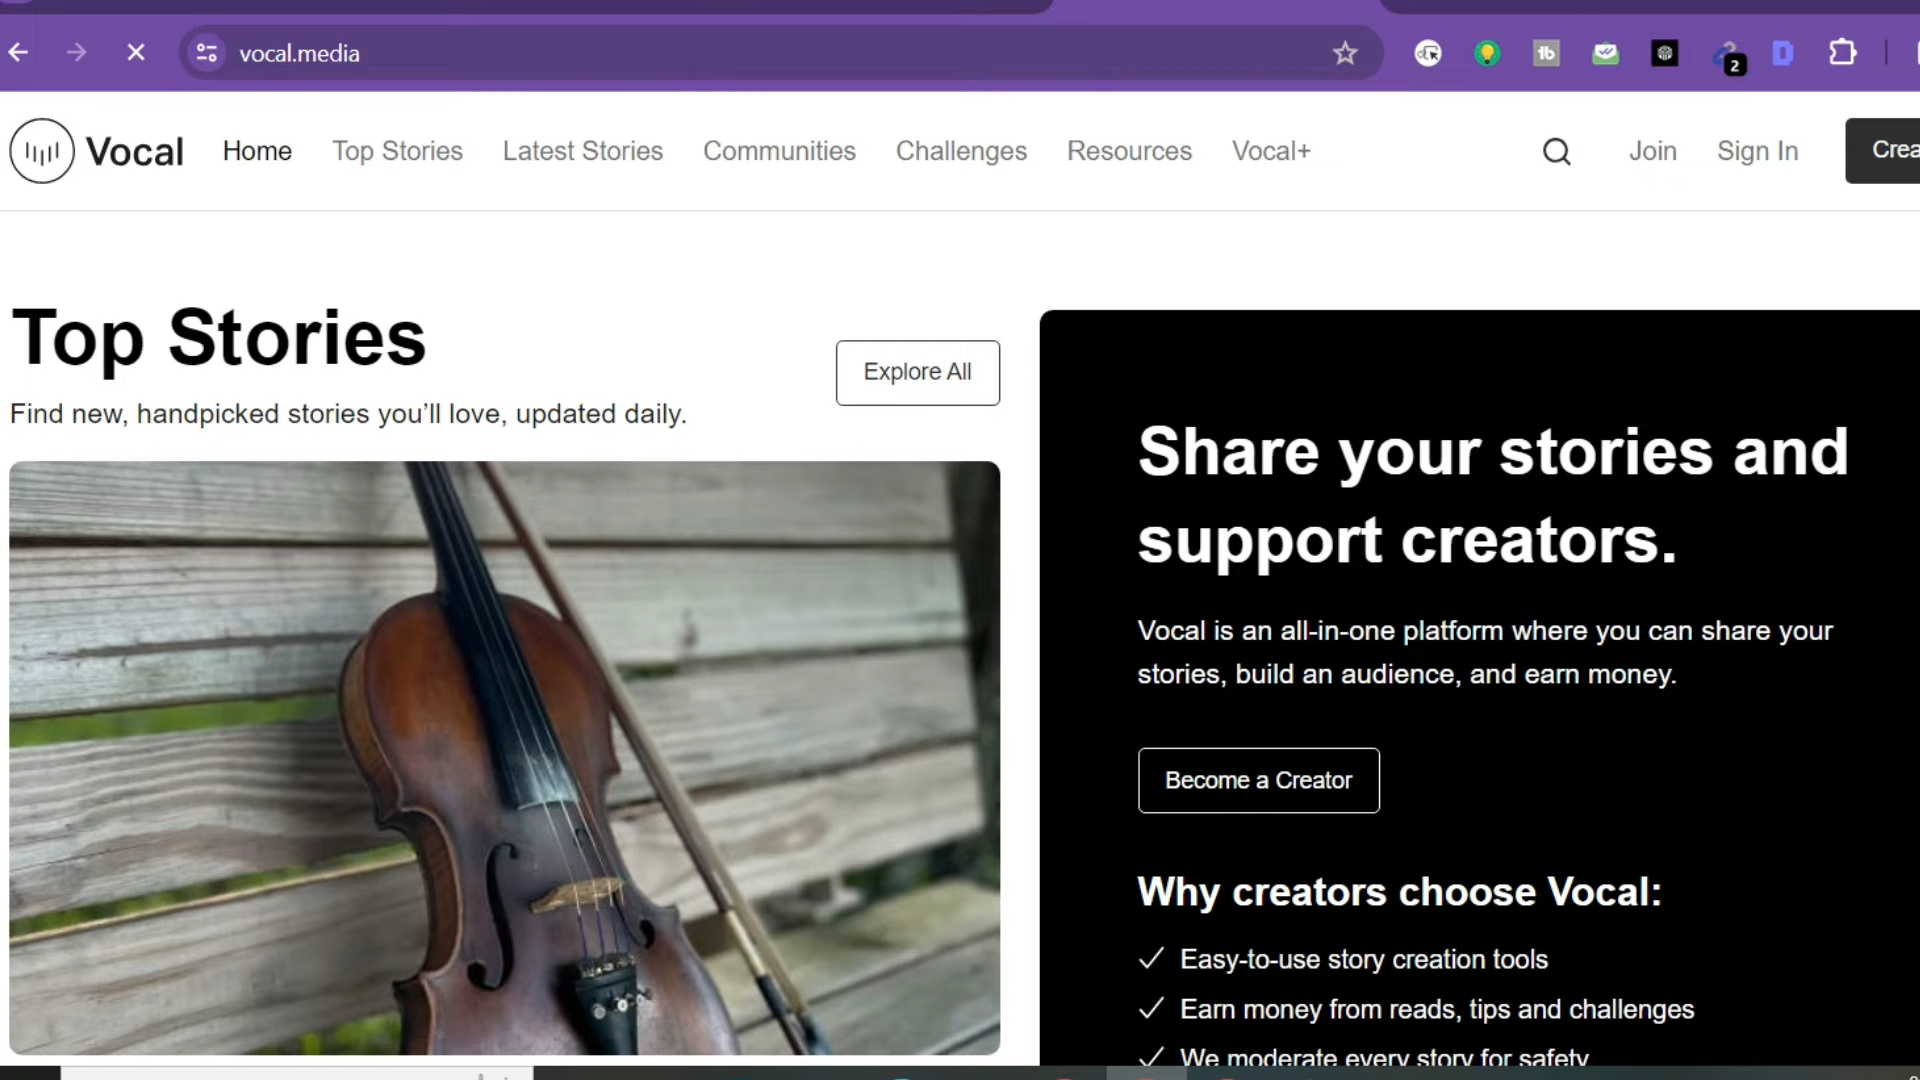 vocal.media
2
Vocal Home Top Stories Latest Stories Communities Challenges Resources Vocal+ Join Sign In
Top Stories
Explore All
Find new, handpicked stories you’ll love, updated daily.
Share your stories and
support creators.
Vocal is an all-in-one platform where you can share your
stories, build an audience, and earn money.
Become a Creator
Why creators choose Vocal:
Easy-to-use story creation tools
Earn money from reads, tips and challenges
We moderate every story for safety